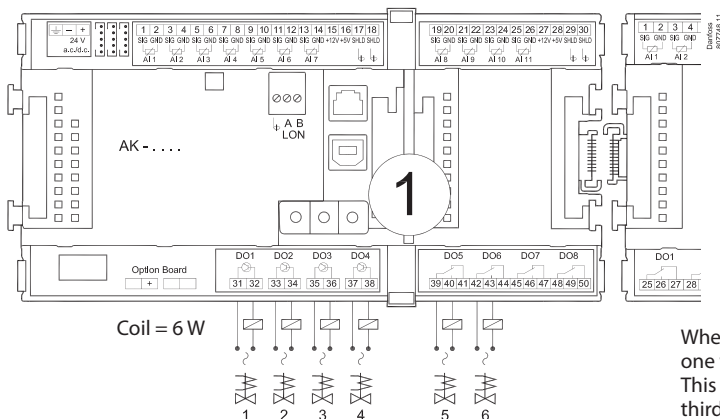 24 V
a.c./d.c.
1 2 3 4 5 6 7 8 9 10 11 12 13 14 15 16 17 18
SIG GND SIG GND SIG GND SIG GND SIG GND SIG GND SIG GND +12V +5V SHLD SHLD
AI 1 AI 2 AI 3 AI 4 AI 5 AI 6 AI 7
19 20 21 22 23 24 25 26 27 28 29 30
SIG GND SIG GND SIG GND SIG GND +12V +5V SHLD SHLD
AI 8 AI 9 AI 10 AI 11
1 2 3 4
SIG GND SIG GND
AI 1 AI 2
Danfoss
A B
LON
AK - . . . .
1
Option Board
DO1 DO2 DO3 DO4
31 32 33 34 35 36 37 38
DO5 DO6 DO7 DO8
39 40 41 42 43 44 45 46 47 48 49 50
DO1
25 26 27 28
Coil = 6 W
1 2 3 4 5 6
Whe
one
This
third